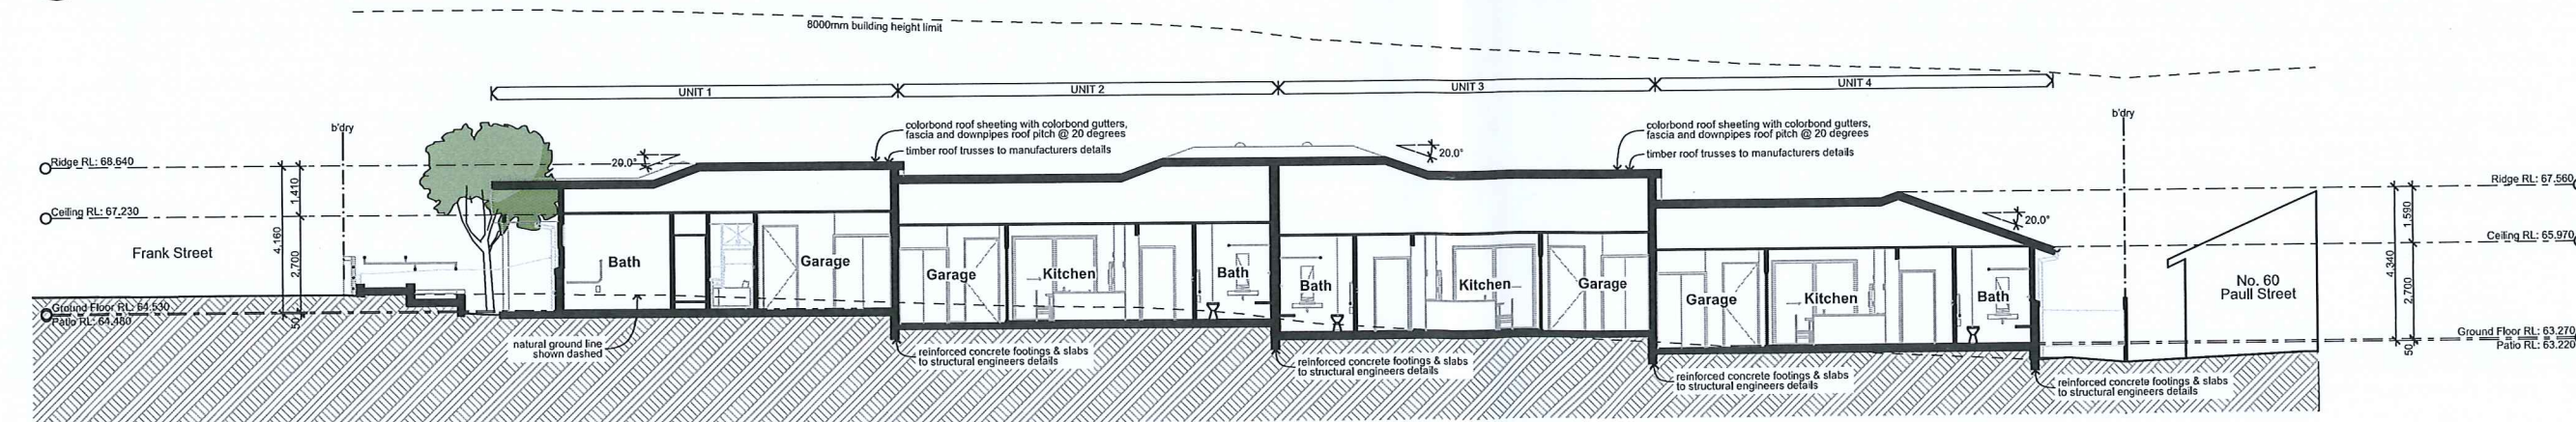 8000mm building height limit
UNIT 1
UNIT 2
UNIT 3
UNIT 4
b'dry
b'dry
colorbond roof sheeting with colorbond gutters,
fascia and downpipes roof pitch @ 20 degrees
timber roof trusses to manufacturers details
colorbond roof sheeting with colorbond gutters,
fascia and downpipes roof pitch @ 20 degrees
timber roof trusses to manufacturers details
Ridge RL: 68.640
20.0°
20.0°
20.0°
Ridge RL: 67.560
1,410
Ceiling RL: 67.230
4,160
2,700
Frank Street
Bath
Garage
Garage
Kitchen
Bath
Bath
Kitchen
Garage
Garage
Kitchen
Bath
No. 60
Paull Street
1,590
Ceiling RL: 65.970
4,340
2,700
Ground Floor RL: 64.530
Patio RL: 64.480
50
Ground Floor RL: 63.270
Patio RL: 63.220
50
natural ground line
shown dashed
reinforced concrete footings & slabs
to structural engineers details
reinforced concrete footings & slabs
to structural engineers details
reinforced concrete footings & slabs
to structural engineers details
reinforced concrete footings & slabs
to structural engineers details